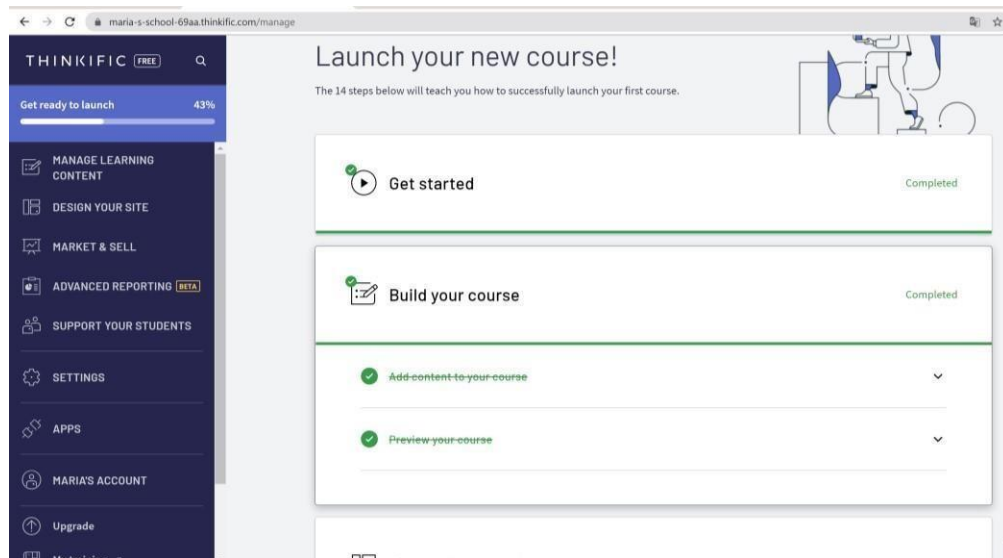 maria-s-school-69aa.thinkific.com/manage
THINKIFIC FREE
Get ready to launch 43%
MANAGE LEARNING
CONTENT
DESIGN YOUR SITE
MARKET & SELL
ADVANCED REPORTING BETA
SUPPORT YOUR STUDENTS
SETTINGS
APPS
MARIA'S ACCOUNT
Upgrade
Launch your new course!
The 14 steps below will teach you how to successfully launch your first course.
Get started Completed
Build your course Completed
Add content to your course
Preview your course